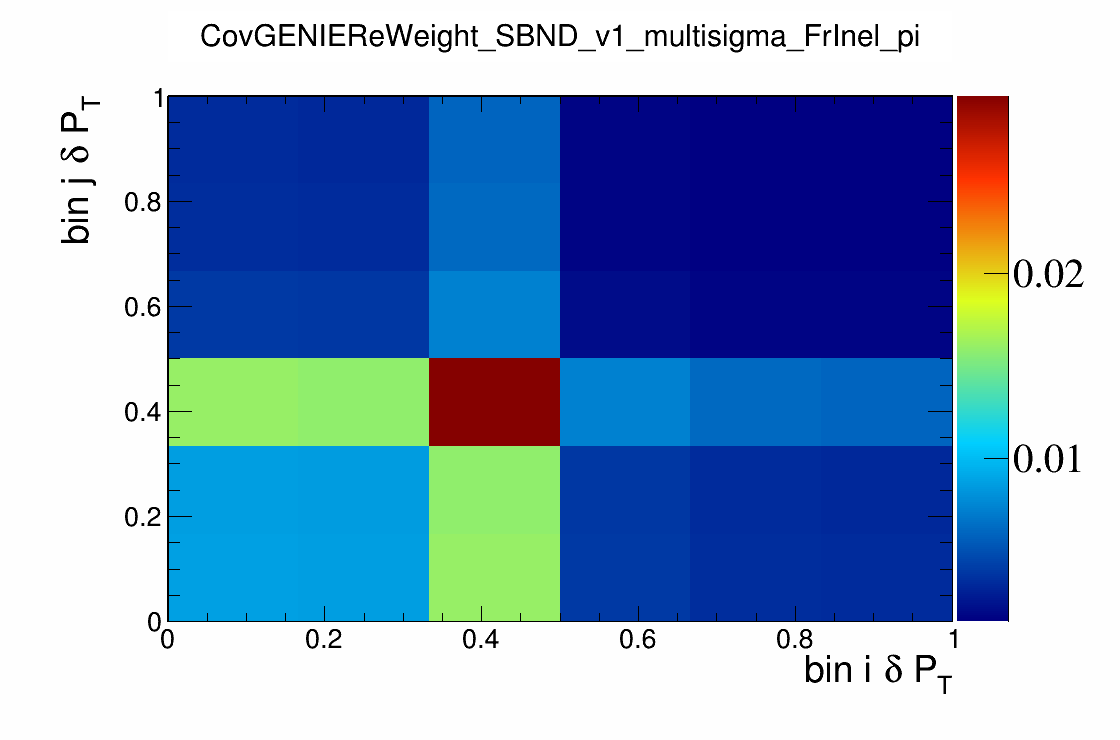 CovGENIEReWeight_SBND_v1_multisigma_FrInel_pi
bin j δ P_T
1
0.8
0.6
0.4
0.2
0
0 0.2 0.4 0.6 0.8 1
bin i δ P_T
0.02
0.01